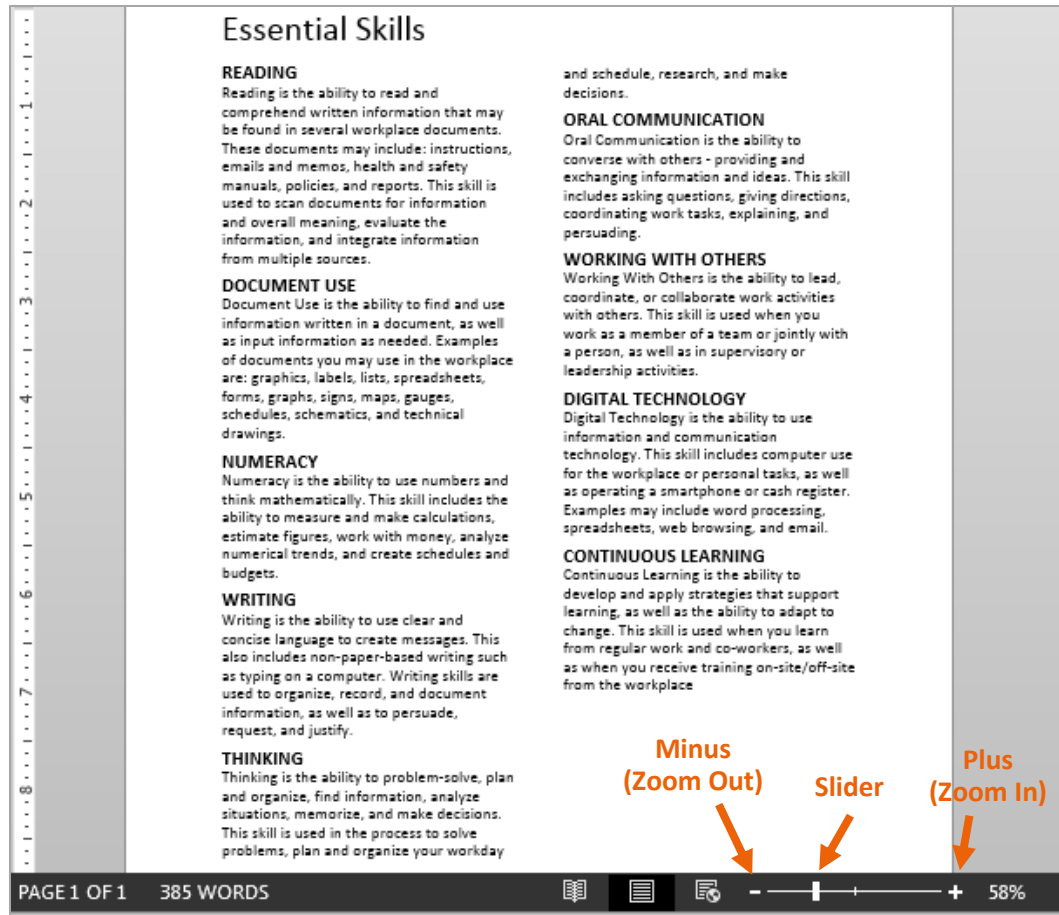 Essential Skills
READING
Reading is the ability to read and
comprehend written information that may
be found in several workplace documents.
These documents may include: instructions,
emails and memos, health and safety
manuals, policies, and reports. This skill is
used to scan documents for information
and overall meaning, evaluate the
information, and integrate information
from multiple sources.
DOCUMENT USE
Document Use is the ability to find and use
information written in a document, as well
as input information as needed. Examples
of documents you may use in the workplace
are: graphics, labels, lists, spreadsheets,
forms, graphs, signs, maps, gauges,
schedules, schematics, and technical
drawings.
NUMERACY
Numeracy is the ability to use numbers and
think mathematically. This skill includes the
ability to measure and make calculations,
estimate figures, work with money, analyze
numerical trends, and create schedules and
budgets.
WRITING
Writing is the ability to use clear and
concise language to create messages. This
also includes non-paper-based writing such
as typing on a computer. Writing skills are
used to organize, record, and document
information, as well as to persuade,
request, and justify.
THINKING
Thinking is the ability to problem-solve, plan
and organize, find information, analyze
situations, memorize, and make decisions.
This skill is used in the process to solve
problems, plan and organize your workday
and schedule, research, and make
decisions.
ORAL COMMUNICATION
Oral Communication is the ability to
converse with others - providing and
exchanging information and ideas. This skill
includes asking questions, giving directions,
coordinating work tasks, explaining, and
persuading.
WORKING WITH OTHERS
Working With Others is the ability to lead,
coordinate, or collaborate work activities
with others. This skill is used when you
work as a member of a team or jointly with
a person, as well as in supervisory or
leadership activities.
DIGITAL TECHNOLOGY
Digital Technology is the ability to use
information and communication
technology. This skill includes computer use
for the workplace or personal tasks, as well
as operating a smartphone or cash register.
Examples may include word processing,
spreadsheets, web browsing, and email.
CONTINUOUS LEARNING
Continuous Learning is the ability to
develop and apply strategies that support
learning, as well as the ability to adapt to
change. This skill is used when you learn
from regular work and co-workers, as well
as when you receive training on-site/off-site
from the workplace
Minus
(Zoom Out)
Slider
Plus
(Zoom In)
1
2
3
4
5
6
7
8
PAGE 1 OF 1
385 WORDS
58%